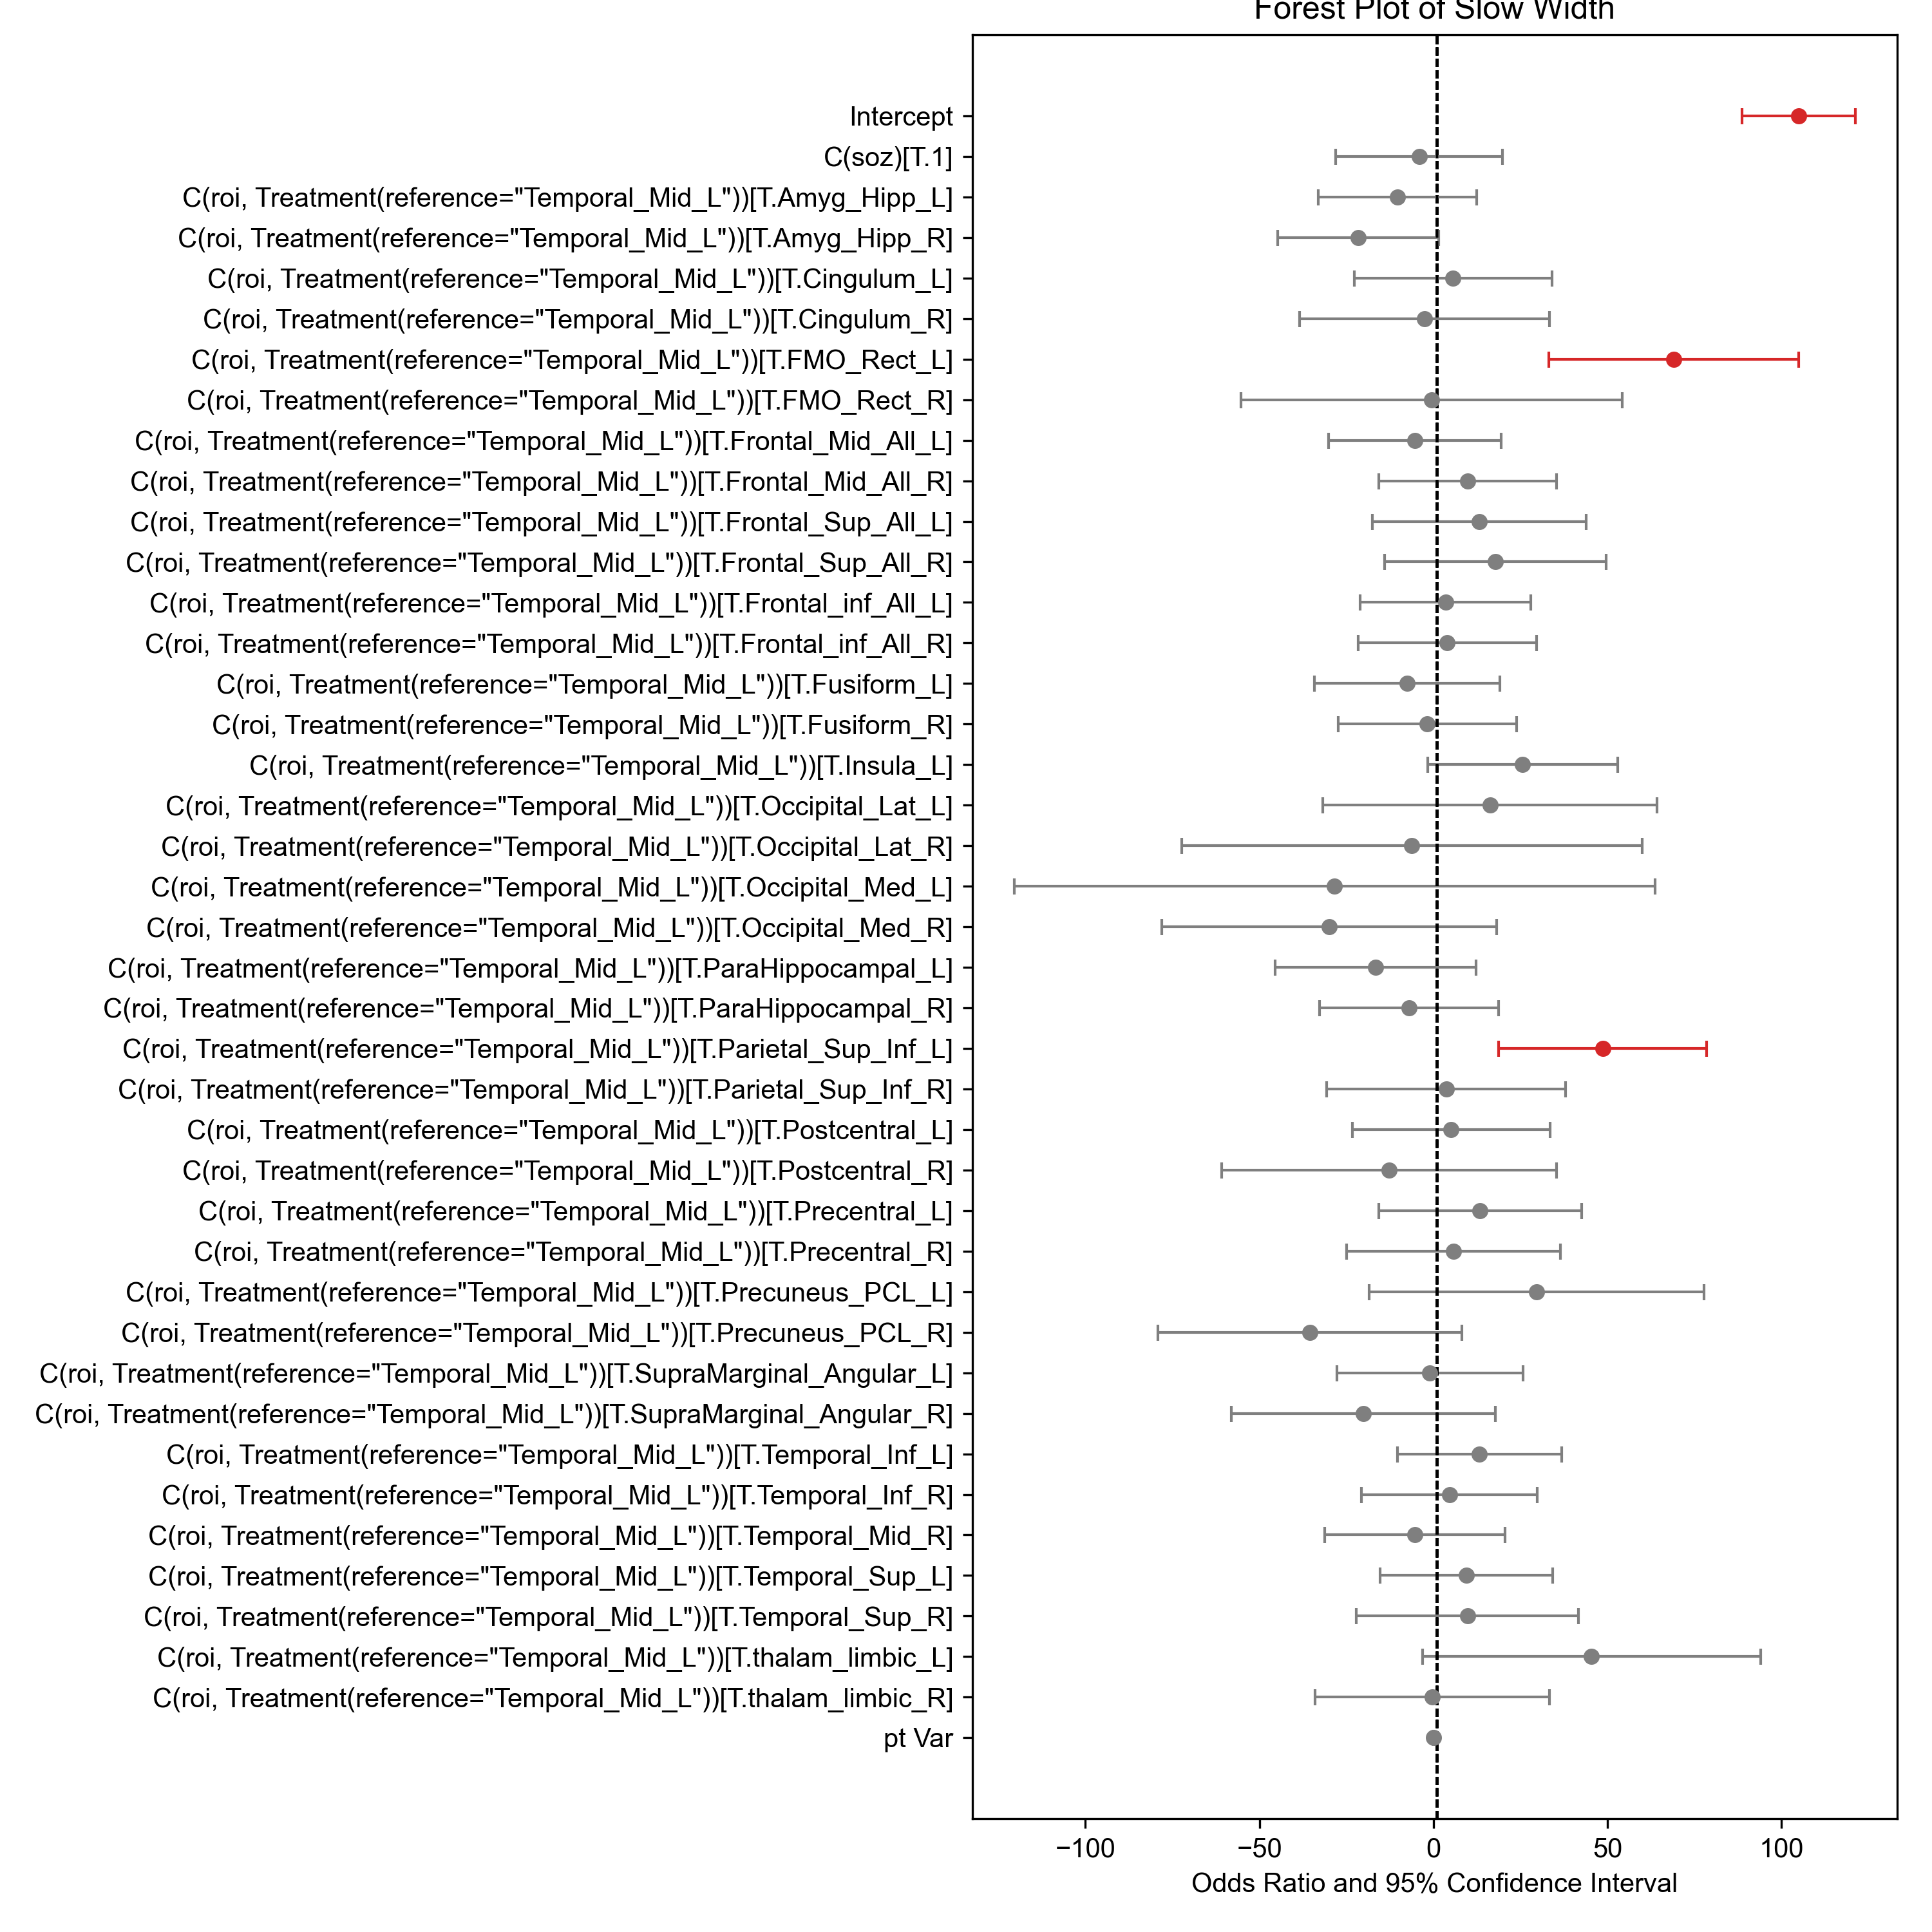 Forest Plot of Slow Width
Intercept
C(soz)[T.1]
C(roi, Treatment(reference="Temporal_Mid_L"))[T.Amyg_Hipp_L]
C(roi, Treatment(reference="Temporal_Mid_L"))[T.Amyg_Hipp_R]
C(roi, Treatment(reference="Temporal_Mid_L"))[T.Cingulum_L]
C(roi, Treatment(reference="Temporal_Mid_L"))[T.Cingulum_R]
C(roi, Treatment(reference="Temporal_Mid_L"))[T.FMO_Rect_L]
C(roi, Treatment(reference="Temporal_Mid_L"))[T.FMO_Rect_R]
C(roi, Treatment(reference="Temporal_Mid_L"))[T.Frontal_Mid_All_L]
C(roi, Treatment(reference="Temporal_Mid_L"))[T.Frontal_Mid_All_R]
C(roi, Treatment(reference="Temporal_Mid_L"))[T.Frontal_Sup_All_L]
C(roi, Treatment(reference="Temporal_Mid_L"))[T.Frontal_Sup_All_R]
C(roi, Treatment(reference="Temporal_Mid_L"))[T.Frontal_inf_All_L]
C(roi, Treatment(reference="Temporal_Mid_L"))[T.Frontal_inf_All_R]
C(roi, Treatment(reference="Temporal_Mid_L"))[T.Fusiform_L]
C(roi, Treatment(reference="Temporal_Mid_L"))[T.Fusiform_R]
C(roi, Treatment(reference="Temporal_Mid_L"))[T.Insula_L]
C(roi, Treatment(reference="Temporal_Mid_L"))[T.Occipital_Lat_L]
C(roi, Treatment(reference="Temporal_Mid_L"))[T.Occipital_Lat_R]
C(roi, Treatment(reference="Temporal_Mid_L"))[T.Occipital_Med_L]
C(roi, Treatment(reference="Temporal_Mid_L"))[T.Occipital_Med_R]
C(roi, Treatment(reference="Temporal_Mid_L"))[T.ParaHippocampal_L]
C(roi, Treatment(reference="Temporal_Mid_L"))[T.ParaHippocampal_R]
C(roi, Treatment(reference="Temporal_Mid_L"))[T.Parietal_Sup_Inf_L]
C(roi, Treatment(reference="Temporal_Mid_L"))[T.Parietal_Sup_Inf_R]
C(roi, Treatment(reference="Temporal_Mid_L"))[T.Postcentral_L]
C(roi, Treatment(reference="Temporal_Mid_L"))[T.Postcentral_R]
C(roi, Treatment(reference="Temporal_Mid_L"))[T.Precentral_L]
C(roi, Treatment(reference="Temporal_Mid_L"))[T.Precentral_R]
C(roi, Treatment(reference="Temporal_Mid_L"))[T.Precuneus_PCL_L]
C(roi, Treatment(reference="Temporal_Mid_L"))[T.Precuneus_PCL_R]
C(roi, Treatment(reference="Temporal_Mid_L"))[T.SupraMarginal_Angular_L]
C(roi, Treatment(reference="Temporal_Mid_L"))[T.SupraMarginal_Angular_R]
C(roi, Treatment(reference="Temporal_Mid_L"))[T.Temporal_Inf_L]
C(roi, Treatment(reference="Temporal_Mid_L"))[T.Temporal_Inf_R]
C(roi, Treatment(reference="Temporal_Mid_L"))[T.Temporal_Mid_R]
C(roi, Treatment(reference="Temporal_Mid_L"))[T.Temporal_Sup_L]
C(roi, Treatment(reference="Temporal_Mid_L"))[T.Temporal_Sup_R]
C(roi, Treatment(reference="Temporal_Mid_L"))[T.thalam_limbic_L]
C(roi, Treatment(reference="Temporal_Mid_L"))[T.thalam_limbic_R]
pt Var
−100 −50 0 50 100
Odds Ratio and 95% Confidence Interval